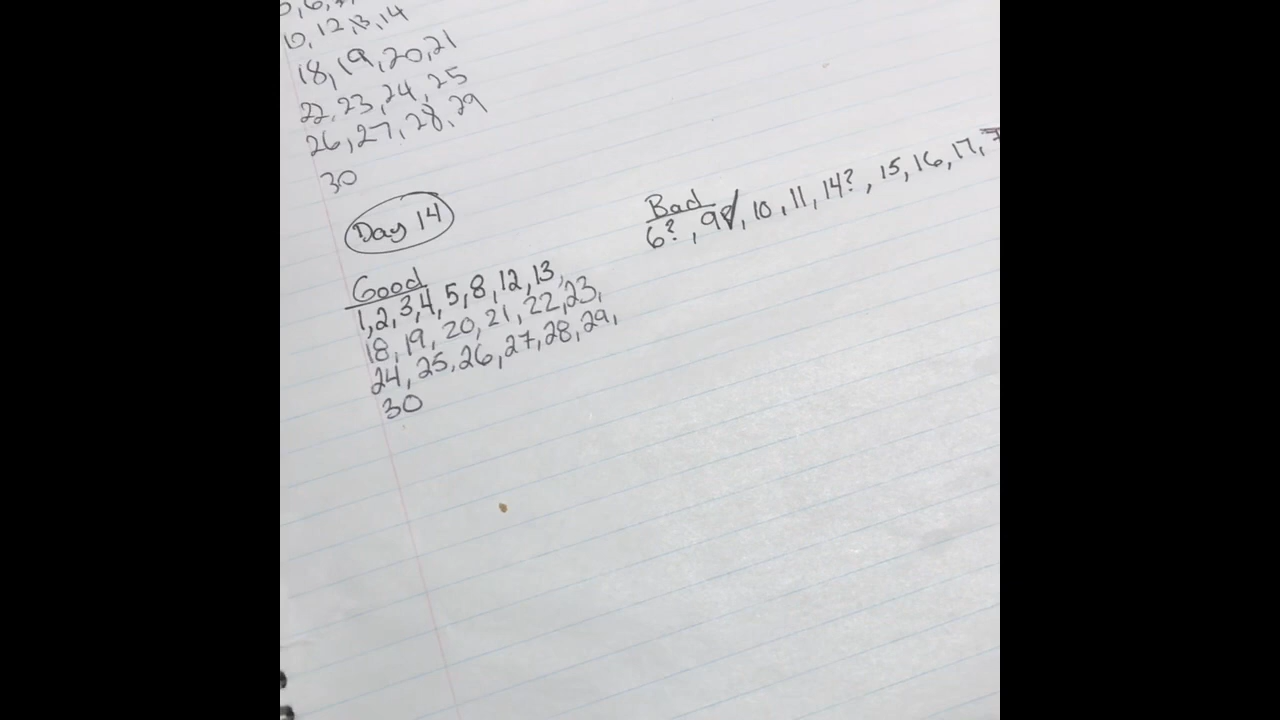 10, 12, 13, 14
18, 19, 20, 21
22, 23, 24, 25
26, 27, 28, 29
30
Day 14
Good
1, 2, 3, 4, 5, 8, 12, 13,
18, 19, 20, 21, 22, 23,
24, 25, 26, 27, 28, 29,
30
Bad
6?, 9, 10, 11, 14?, 15, 16, 17,